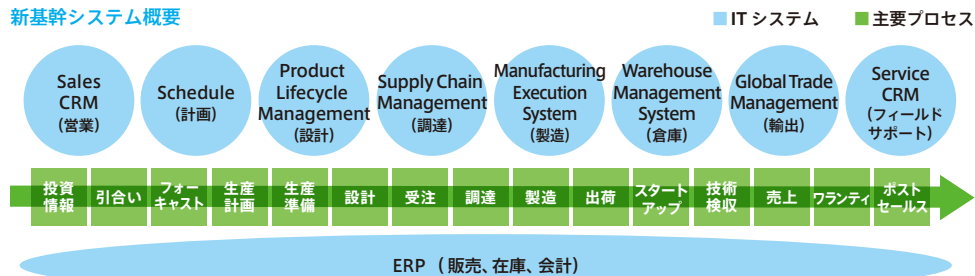 新基幹システム概要
IT システム
主要プロセス
Sales
CRM
(営業)
Schedule
(計画)
Product
Lifecycle
Management
(設計)
Supply Chain
Management
(調達)
Manufacturing
Execution
System
(製造)
Warehouse
Management
System
(倉庫)
Global Trade
Management
(輸出)
Service
CRM
(フィールド
サポート)
投資
情報
引合い
フォー
キャスト
生産
計画
生産
準備
設計
受注
調達
製造
出荷
スタート
アップ
技術
検収
売上
ワランティ
ポスト
セールス
ERP (販売、在庫、会計)